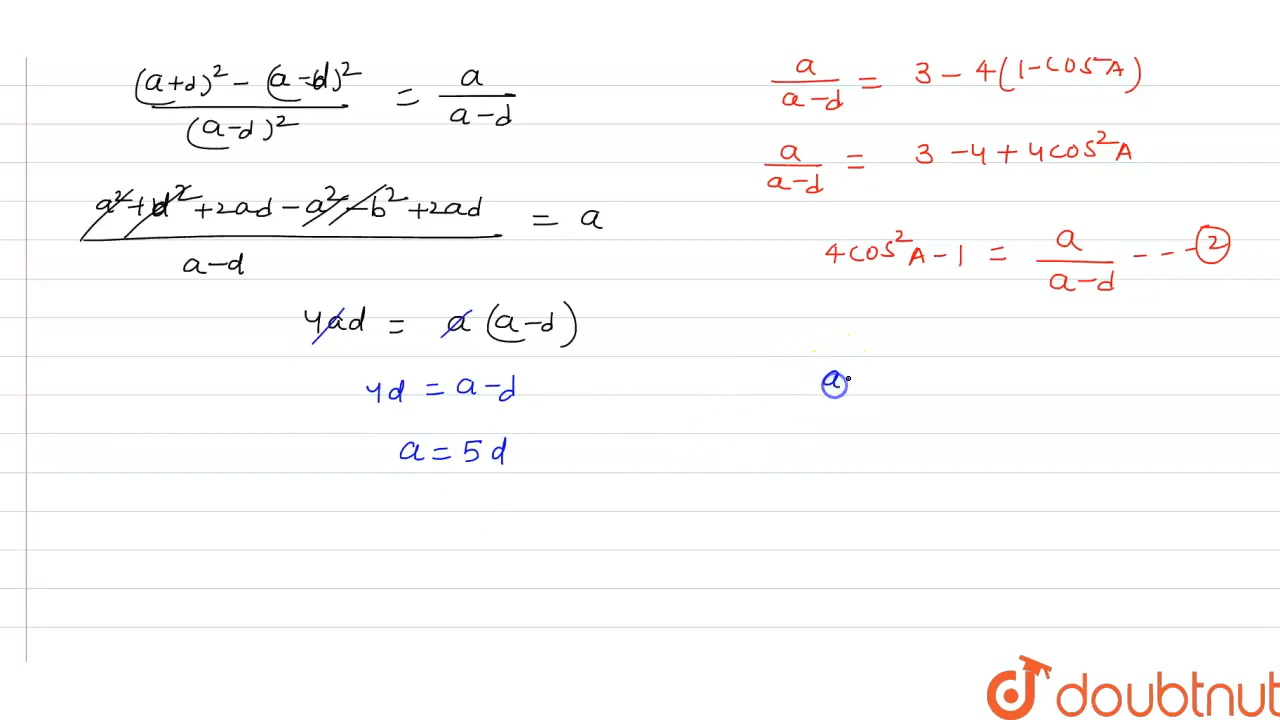 (a+d)² - (a-d)² / (a-d)² = a / a-d
a²+d²+2ad-a²-b²+2ad / a-d = a
4ad = a(a-d)
4d = a-d
a = 5d
a / a-d = 3-4(1-cos²A)
a / a-d = 3-4+4cos²A
4cos²A-1 = a / a-d ---②
a
doubtnut